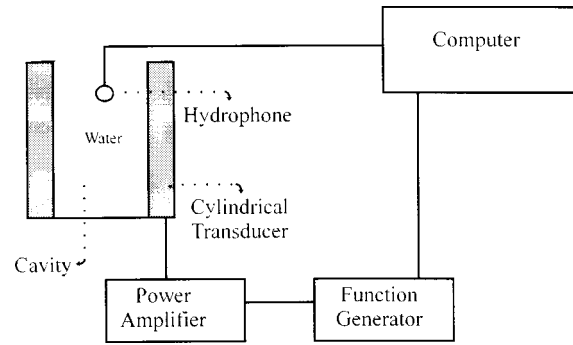 Computer
Hydrophone
Water
Cylindrical
Transducer
Cavity
Power
Amplifier
Function
Generator